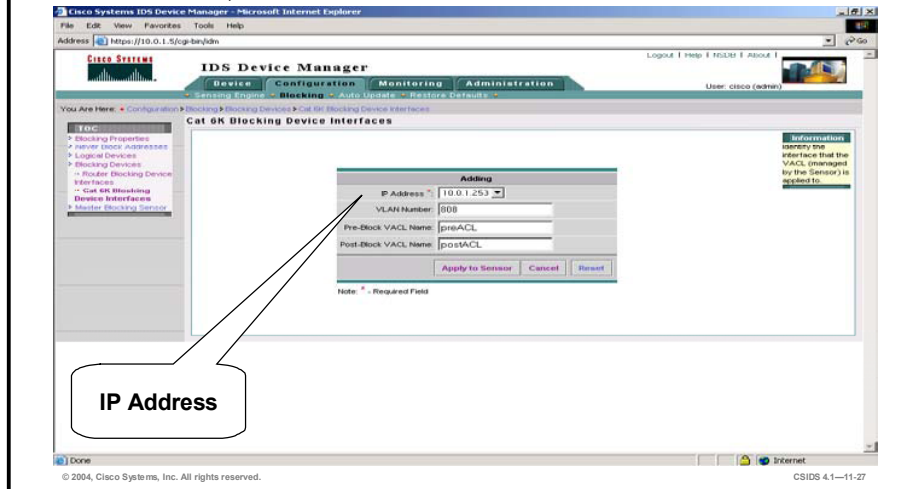 Cisco Systems IDS Device Manager - Microsoft Internet Explorer
File Edit View Favorites Tools Help
Address https://10.0.1.5/cgi-bin/idm Go
CISCO SYSTEMS
IDS Device Manager
Logout | Help | NSDB | About |
Device Configuration Monitoring Administration
User: cisco (admin)
Sensing Engine Blocking Auto Update Restore Defaults
You Are Here: Configuration Blocking Blocking Devices Cat 6K Blocking Device Interfaces
Cat 6K Blocking Device Interfaces
TOC
Blocking Properties
Never Block Addresses
Logical Devices
Blocking Devices
Router Blocking Device Interfaces
Cat 6K Blocking Device Interfaces
Master Blocking Sensor
Information
Identify the
interface that the
VACL (managed
by the Sensor) is
applied to.
Adding
IP Address *: 10.0.1.253
VLAN Number: 808
Pre-Block VACL Name: preACL
Post-Block VACL Name: postACL
Apply to Sensor Cancel Reset
Note: * - Required Field
IP Address
Done Internet
© 2004, Cisco Systems, Inc. All rights reserved. CSIDS 4.1—11-27